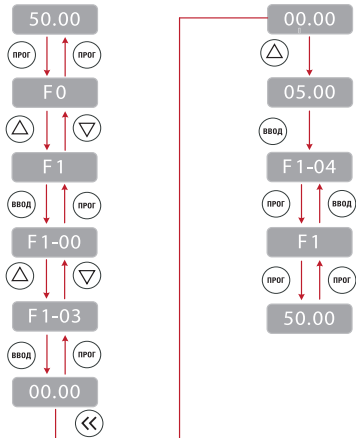 50.00
ПРОГ ПРОГ
F0
F1
ВВОД ПРОГ
F1-00
F1-03
ВВОД ПРОГ
00.00
00.00
05.00
ВВОД
F1-04
ПРОГ ВВОД
F1
ПРОГ ПРОГ
50.00